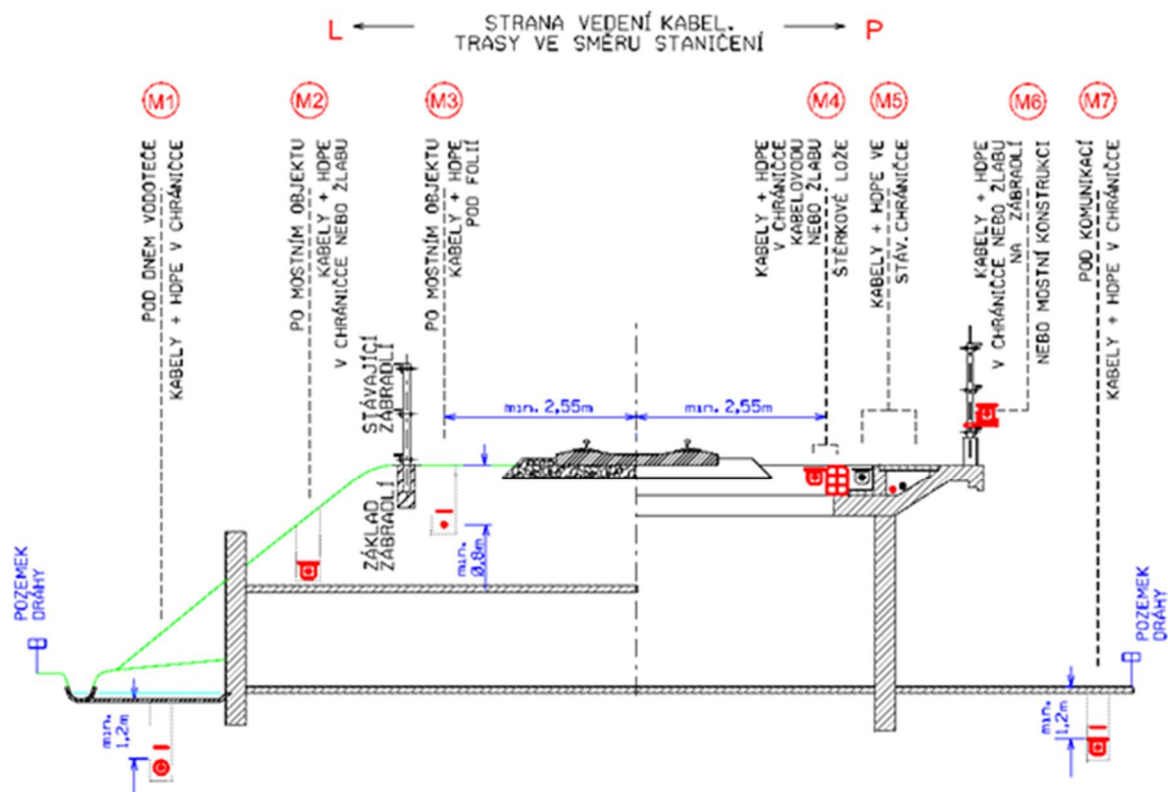 L
STRANA VEDENÍ KABEL.
TRASY VE SMĚRU STANIČENÍ
P
M1
M2
M3
M4
M5
M6
M7
POD DNEM VODOTEČE
KABELY + HDPE V CHRÁNIČCE
PO MOSTNÍM OBJEKTU
KABELY + HDPE
V CHRÁNIČCE NEBO ŽLABU
PO MOSTNÍM OBJEKTU
KABELY + HDPE
POD FOLIÍ
KABELY + HDPE
V CHRÁNIČCE
KABELOVODU
NEBO ŽLABU
ŠTĚRKOVÉ LOŽE
KABELY + HDPE VE
STÁV. CHRÁNIČCE
KABELY + HDPE
V CHRÁNIČCE NEBO ŽLABU
NA ZÁBRADLÍ
NEBO MOSTNÍ KONSTRUKCI
POD KOMUNIKACÍ
KABELY + HDPE V CHRÁNIČCE
STÁVAJÍCÍ
ZÁBRADLÍ
min. 2,55m
min. 2,55m
ZÁKLAD
ZÁBRADLÍ
min.
0,8m
POZEMEK
DRÁHY
POZEMEK
DRÁHY
min.
1,2m
min.
1,2m